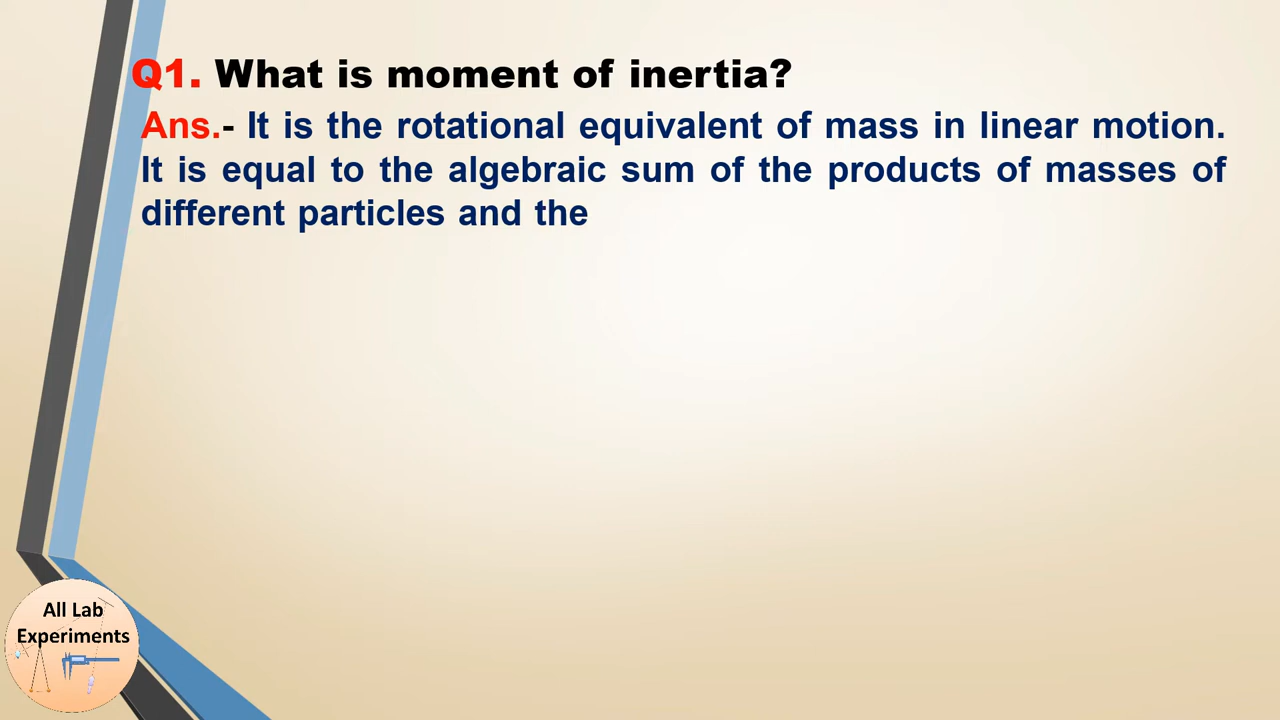 Q1. What is moment of inertia?
Ans.- It is the rotational equivalent of mass in linear motion.
It is equal to the algebraic sum of the products of masses of
different particles and the
All Lab
Experiments